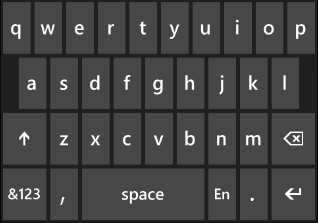 q w e r t y u i o p
a s d f g h j k l
z x c v b n m
&123 , space En .